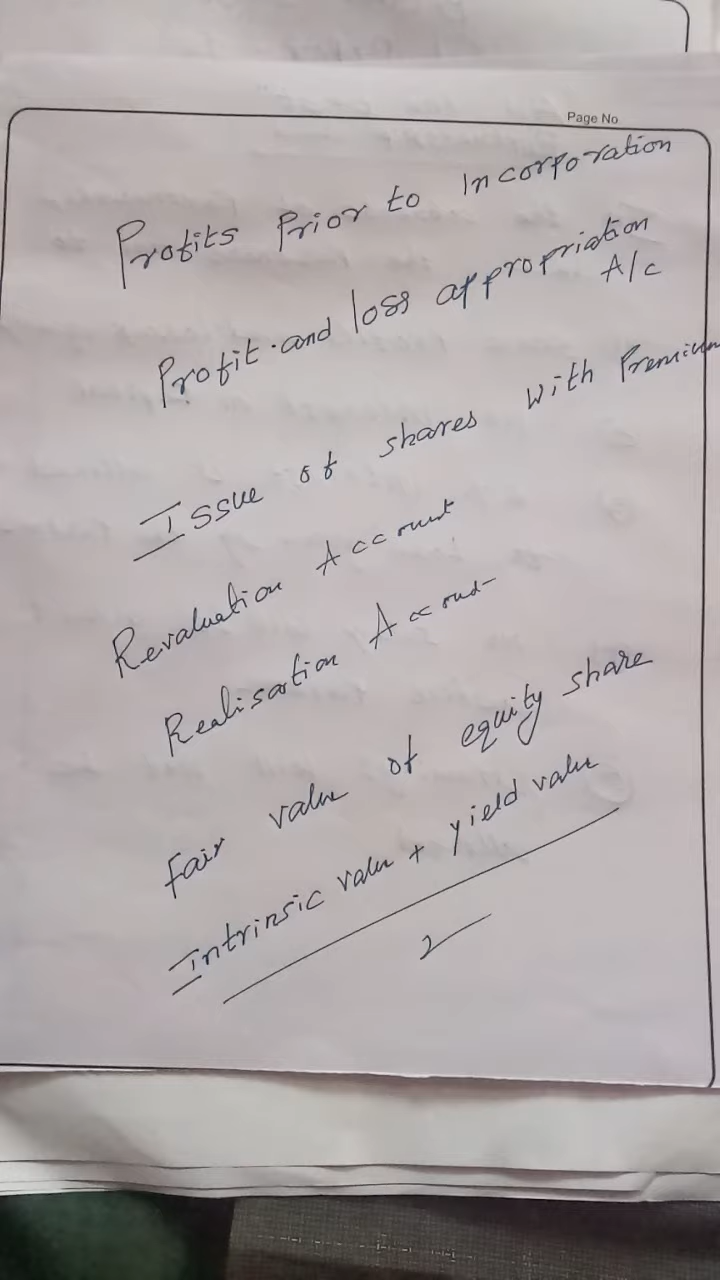 Page No
Profits Prior to Incorporation
Profit and loss appropriation
A/c
Issue of shares with Premium
Revaluation Account
Realisation Account
Fair value of equity share
Intrinsic value + yield value
2